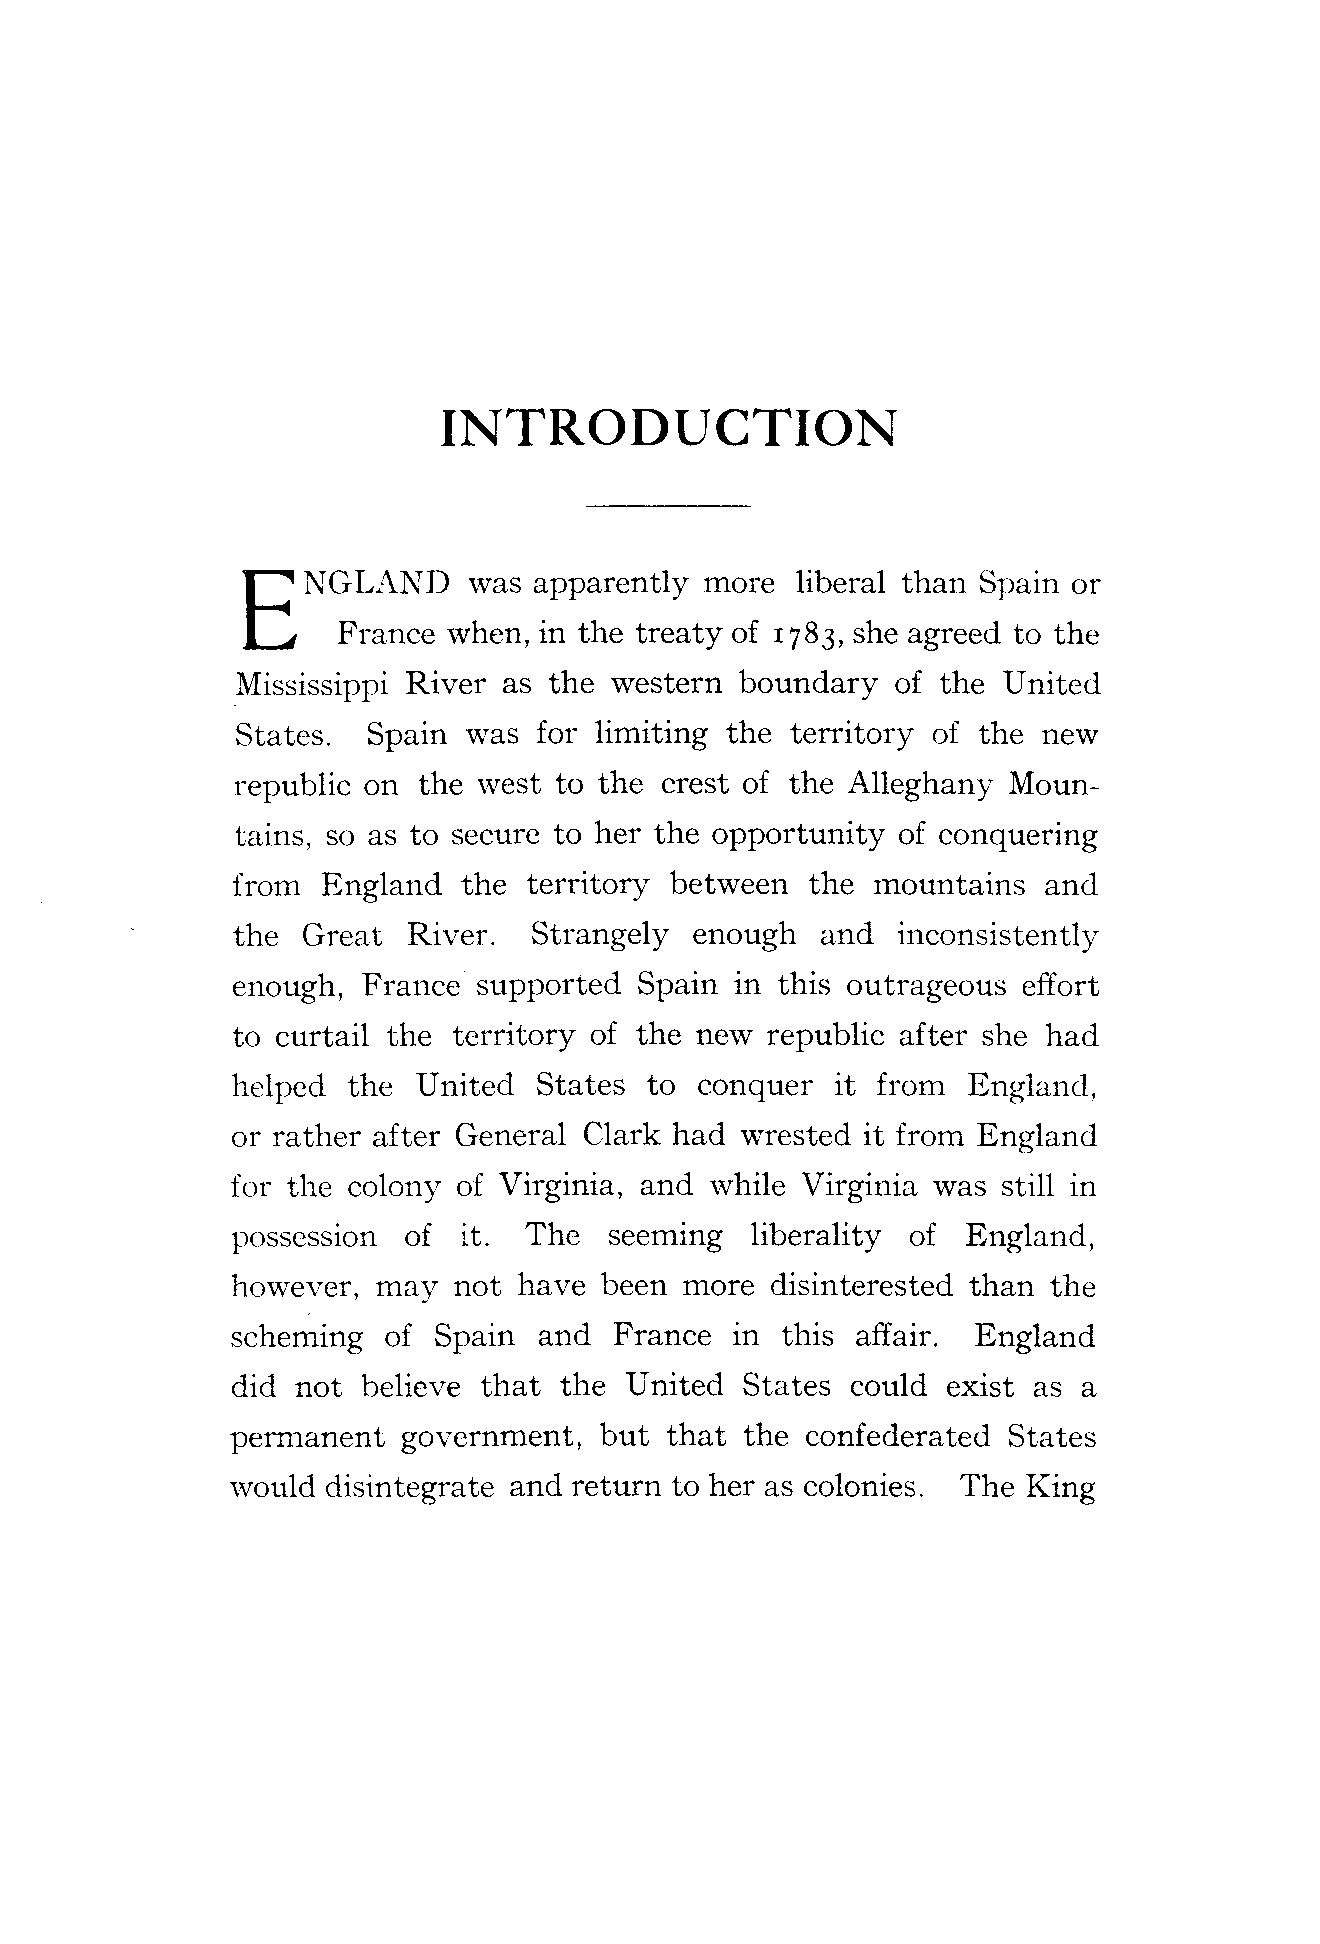 INTRODUCTION
ENGLAND was apparently more liberal than Spain or
France when, in the treaty of 1783, she agreed to the
Mississippi River as the western boundary of the United
States. Spain was for limiting the territory of the new
republic on the west to the crest of the Alleghany Moun-
tains, so as to secure to her the opportunity of conquering
from England the territory between the mountains and
the Great River. Strangely enough and inconsistently
enough, France supported Spain in this outrageous effort
to curtail the territory of the new republic after she had
helped the United States to conquer it from England,
or rather after General Clark had wrested it from England
for the colony of Virginia, and while Virginia was still in
possession of it. The seeming liberality of England,
however, may not have been more disinterested than the
scheming of Spain and France in this affair. England
did not believe that the United States could exist as a
permanent government, but that the confederated States
would disintegrate and return to her as colonies. The King